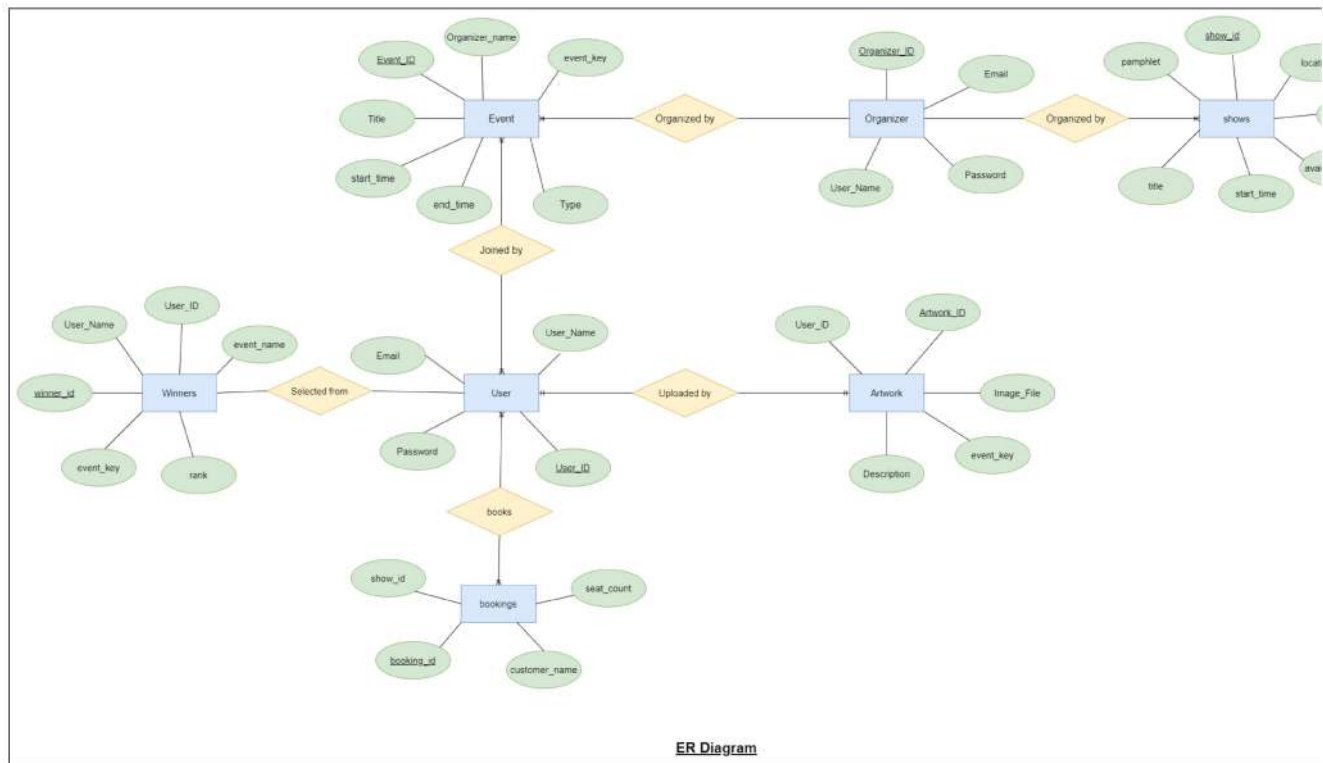 Organizer_name
Event_ID
event_key
Title
Event
start_time
end_time
Type
Organized by
Organizer_ID
Email
Organizer
User_Name
Password
Organized by
show_id
pamphlet
shows
title
start_time
Joined by
User_ID
User_Name
event_name
winner_id
Winners
event_key
rank
Selected from
Email
User_Name
User
Password
User_ID
Uploaded by
User_ID
Artwork_ID
Artwork
Image_File
Description
event_key
books
show_id
seat_count
bookings
booking_id
customer_name
ER Diagram